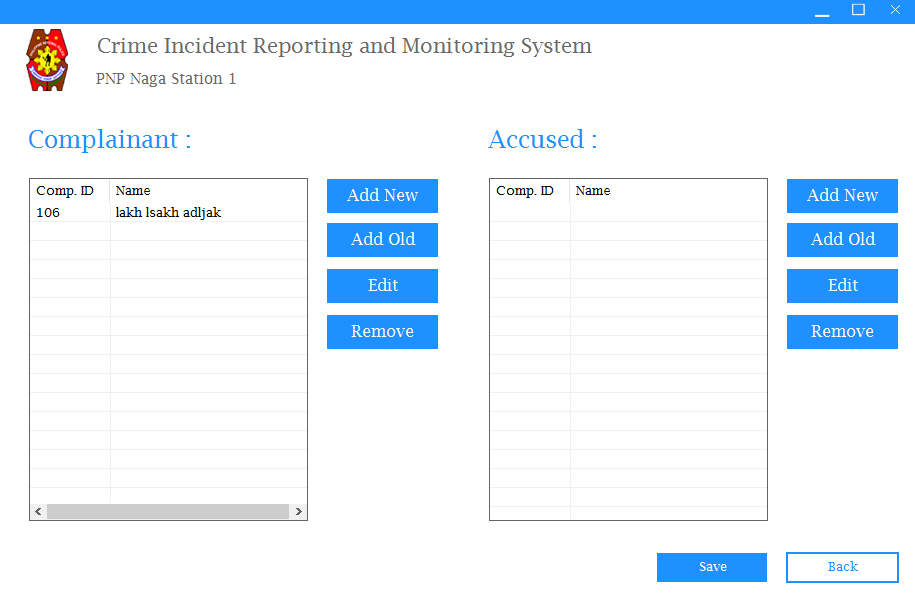 Crime Incident Reporting and Monitoring System
PNP Naga Station 1
Complainant :
Comp. ID Name
106 lakh lsakh adljak
Add New
Add Old
Edit
Remove
Accused :
Comp. ID Name
Add New
Add Old
Edit
Remove
Save
Back